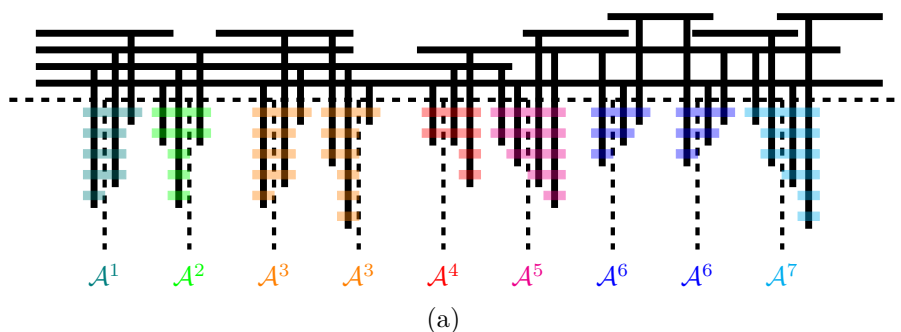 𝒜¹ 𝒜² 𝒜³ 𝒜³ 𝒜⁴ 𝒜⁵ 𝒜⁶ 𝒜⁶ 𝒜⁷
(a)